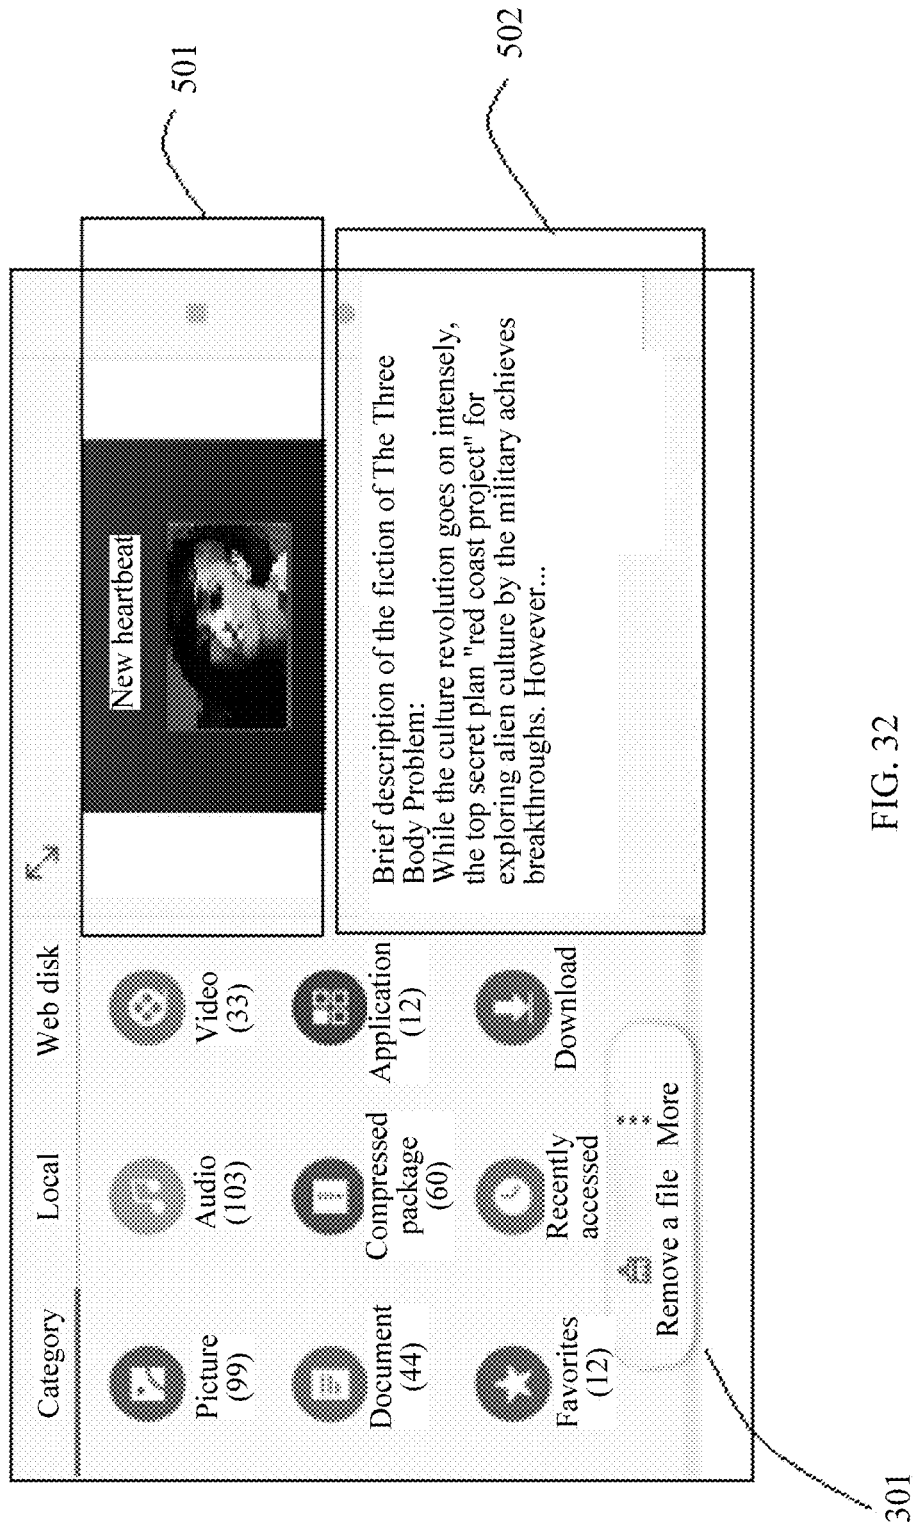 Category
Local
Web disk
Picture
(99)
Audio
(103)
Video
(33)
Document
(44)
Compressed
package
(60)
Application
(12)
Favorites
(12)
Recently
accessed
Download
Remove a file
More
New heartbeat
Brief description of the fiction of The Three
Body Problem:
While the culture revolution goes on intensely,
the top secret plan "red coast project" for
exploring alien culture by the military achieves
breakthroughs. However...
501
502
301
FIG. 32